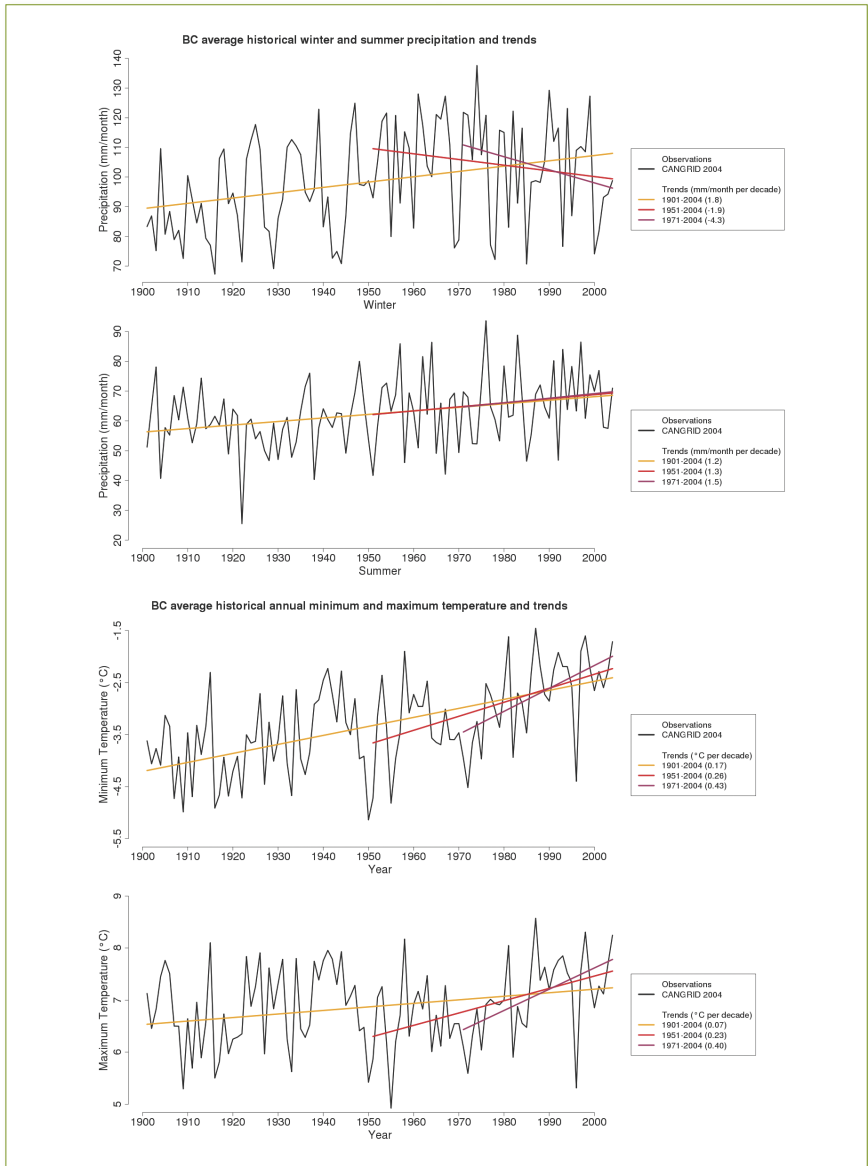 BC average historical winter and summer precipitation and trends
Precipitation (mm/month)
140
130
120
110
100
90
80
70
1900 1910 1920 1930 1940 1950 1960 1970 1980 1990 2000
Winter
Observations
CANGRID 2004
Trends (mm/month per decade)
1901-2004 (1.8)
1951-2004 (-1.9)
1971-2004 (-4.3)
Precipitation (mm/month)
90
80
70
60
50
40
30
20
1900 1910 1920 1930 1940 1950 1960 1970 1980 1990 2000
Summer
Observations
CANGRID 2004
Trends (mm/month per decade)
1901-2004 (1.2)
1951-2004 (1.3)
1971-2004 (1.5)
BC average historical annual minimum and maximum temperature and trends
Minimum Temperature (°C)
-1.5
-2.5
-3.5
-4.5
-5.5
1900 1910 1920 1930 1940 1950 1960 1970 1980 1990 2000
Year
Observations
CANGRID 2004
Trends (°C per decade)
1901-2004 (0.17)
1951-2004 (0.26)
1971-2004 (0.43)
Maximum Temperature (°C)
9
8
7
6
5
1900 1910 1920 1930 1940 1950 1960 1970 1980 1990 2000
Year
Observations
CANGRID 2004
Trends (°C per decade)
1901-2004 (0.07)
1951-2004 (0.23)
1971-2004 (0.40)